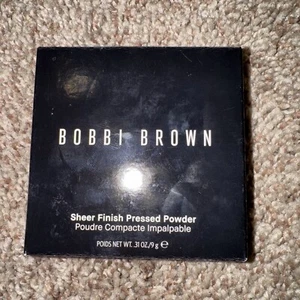 BOBBI BROWN
Sheer Finish Pressed Powder
Poudre Compacte Impalpable
POIDS NET WT. .31 OZ/9 g ℮